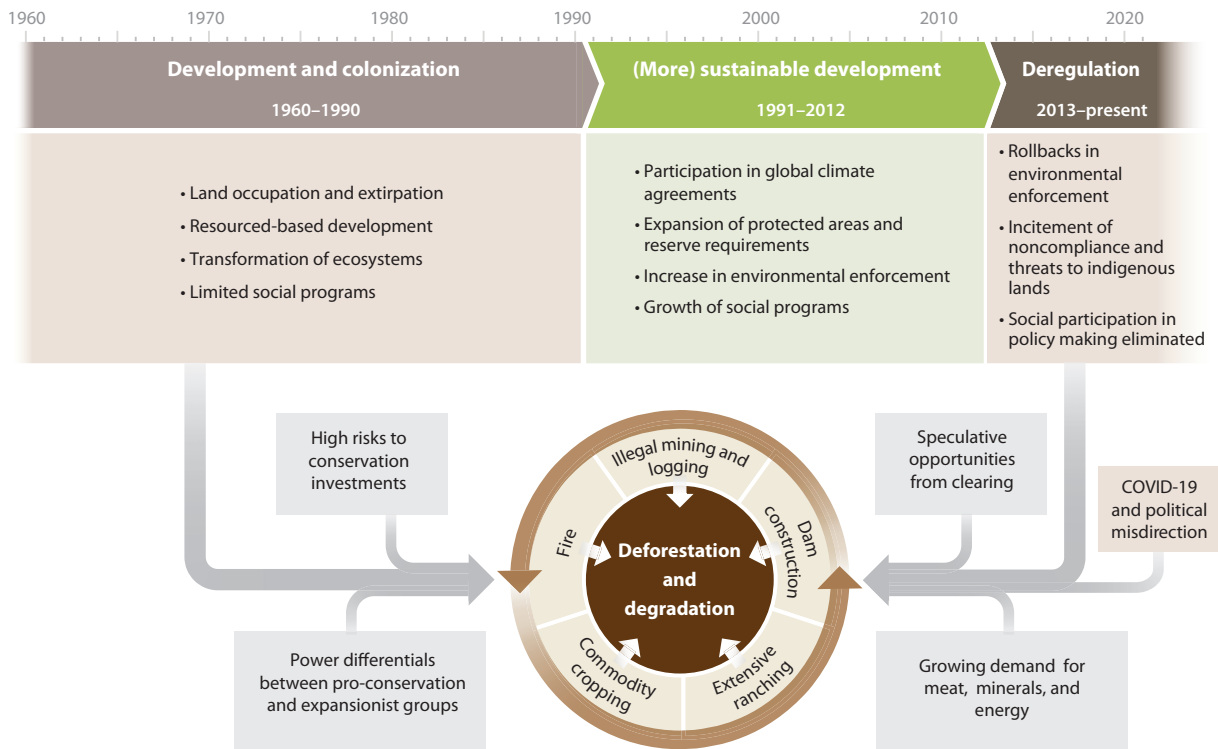 1960 1970 1980 1990 2000 2010 2020
Development and colonization
1960–1990
(More) sustainable development
1991–2012
Deregulation
2013–present
• Land occupation and extirpation
• Resourced-based development
• Transformation of ecosystems
• Limited social programs
• Participation in global climate
agreements
• Expansion of protected areas and
reserve requirements
• Increase in environmental enforcement
• Growth of social programs
• Rollbacks in
environmental
enforcement
• Incitement of
noncompliance and
threats to indigenous
lands
• Social participation in
policy making eliminated
High risks to
conservation
investments
Power differentials
between pro-conservation
and expansionist groups
Illegal mining and
logging
Dam
construction
Extensive
ranching
Commodity
cropping
Fire
Deforestation
and
degradation
Speculative
opportunities
from clearing
COVID-19
and political
misdirection
Growing demand for
meat, minerals, and
energy